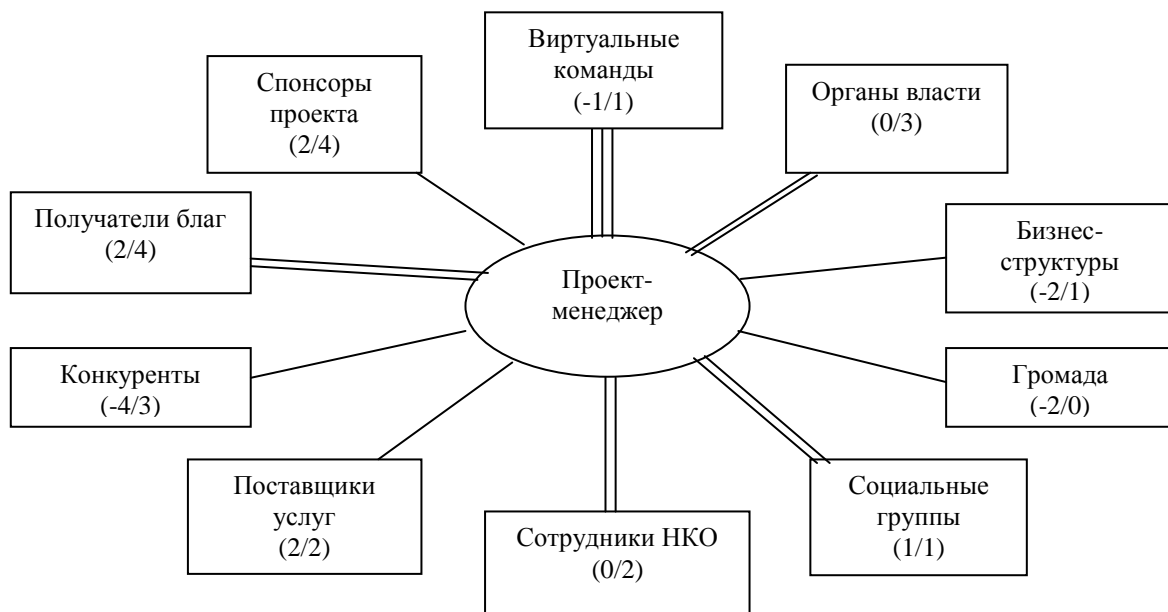 Виртуальные
команды
(-1/1)
Спонсоры
проекта
(2/4)
Органы власти
(0/3)
Получатели благ
(2/4)
Бизнес-
структуры
(-2/1)
Проект-
менеджер
Конкуренты
(-4/3)
Громада
(-2/0)
Поставщики
услуг
(2/2)
Сотрудники НКО
(0/2)
Социальные
группы
(1/1)